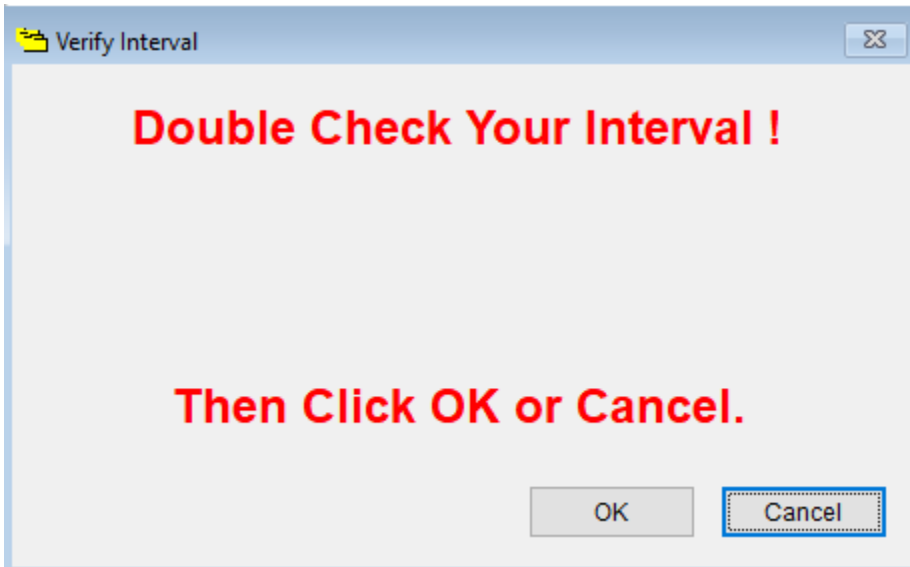 Verify Interval
Double Check Your Interval !
Then Click OK or Cancel.
OK
Cancel